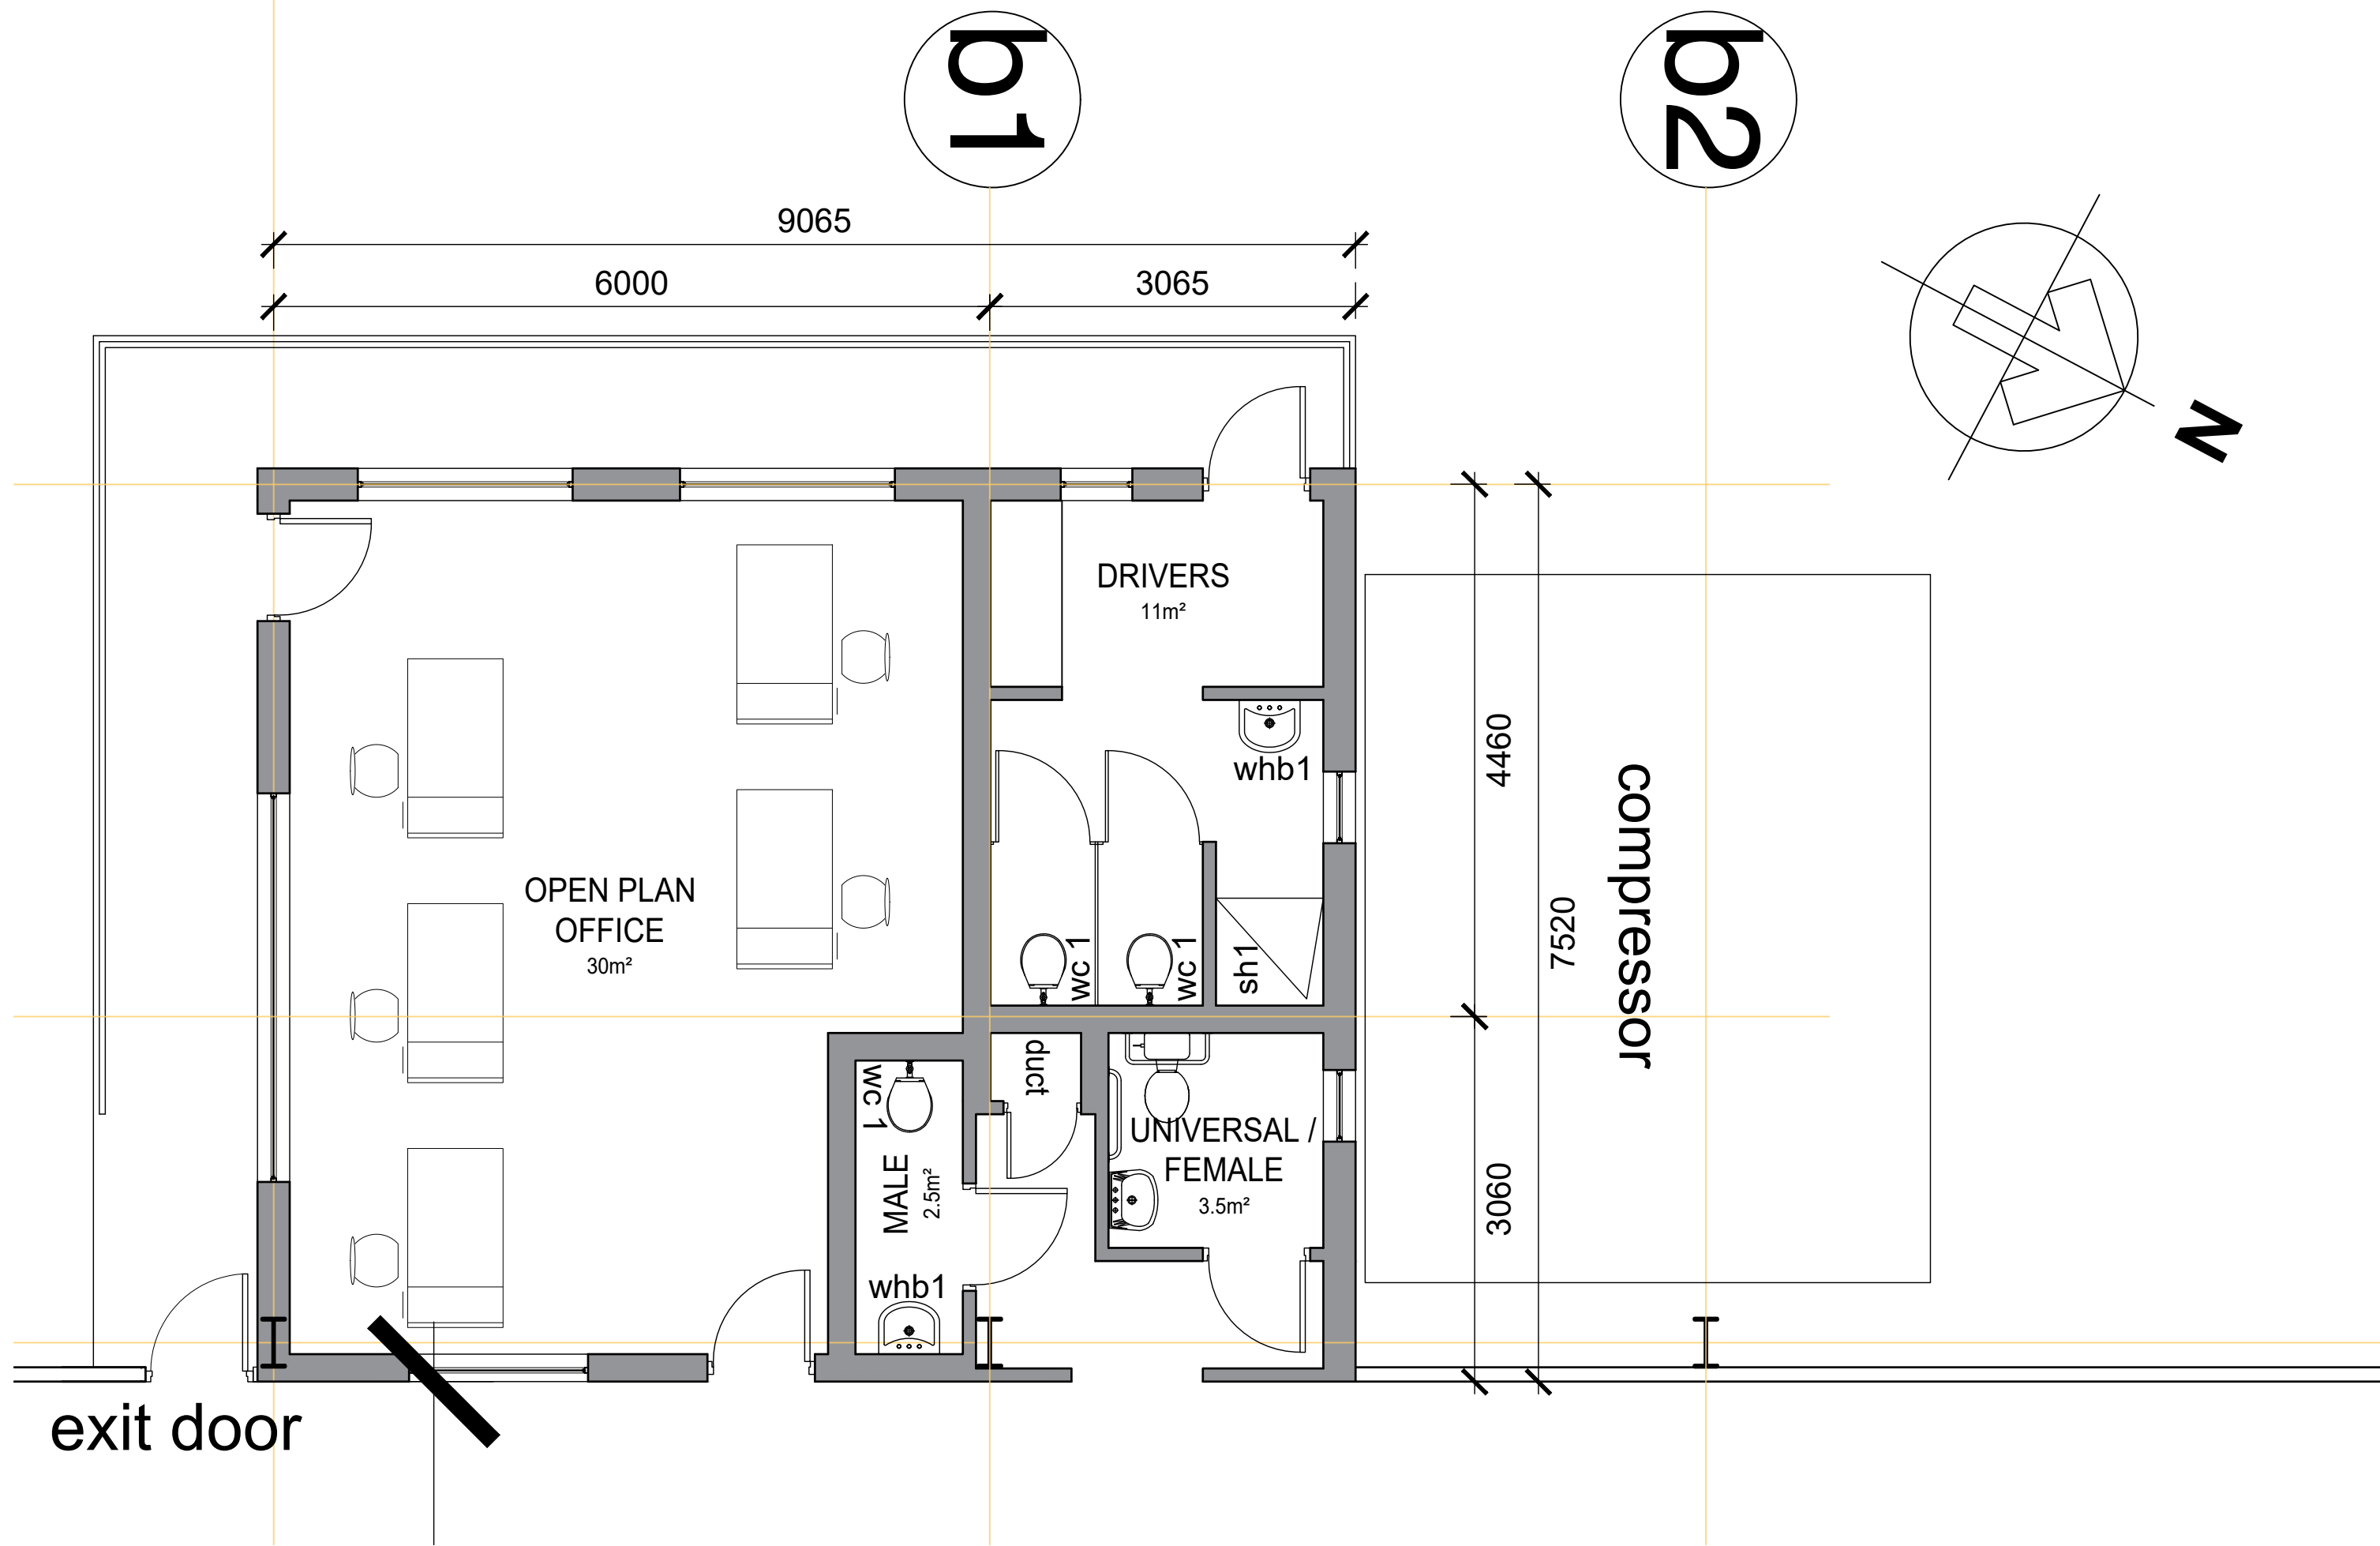 b1
b2
9065
6000
3065
N
DRIVERS
11m²
whb1
4460
7520
compressor
OPEN PLAN
OFFICE
30m²
wc 1
wc 1
sh1
duct
wc 1
UNIVERSAL /
FEMALE
3.5m²
MALE
2.5m²
3060
whb1
exit door